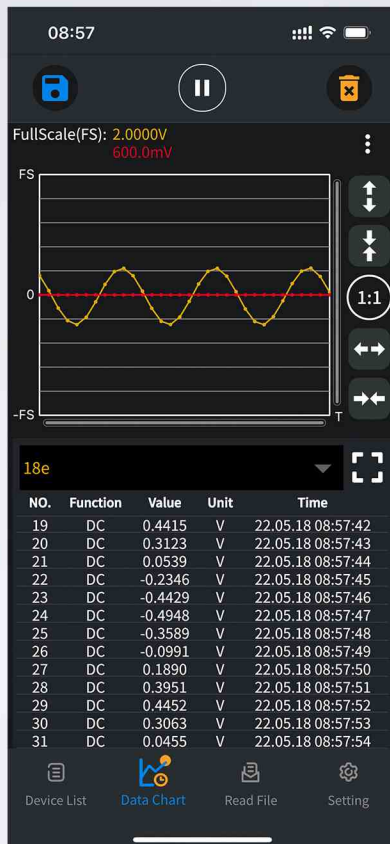 08:57
FullScale(FS): 2.0000V
600.0mV
FS
0
-FS
T
1:1
18e
NO. Function Value Unit Time
19 DC 0.4415 V 22.05.18 08:57:42
20 DC 0.3123 V 22.05.18 08:57:43
21 DC 0.0539 V 22.05.18 08:57:44
22 DC -0.2346 V 22.05.18 08:57:45
23 DC -0.4429 V 22.05.18 08:57:46
24 DC -0.4948 V 22.05.18 08:57:47
25 DC -0.3589 V 22.05.18 08:57:48
26 DC -0.0991 V 22.05.18 08:57:49
27 DC 0.1890 V 22.05.18 08:57:50
28 DC 0.3951 V 22.05.18 08:57:51
29 DC 0.4452 V 22.05.18 08:57:52
30 DC 0.3063 V 22.05.18 08:57:53
31 DC 0.0455 V 22.05.18 08:57:54
Device List Data Chart Read File Setting